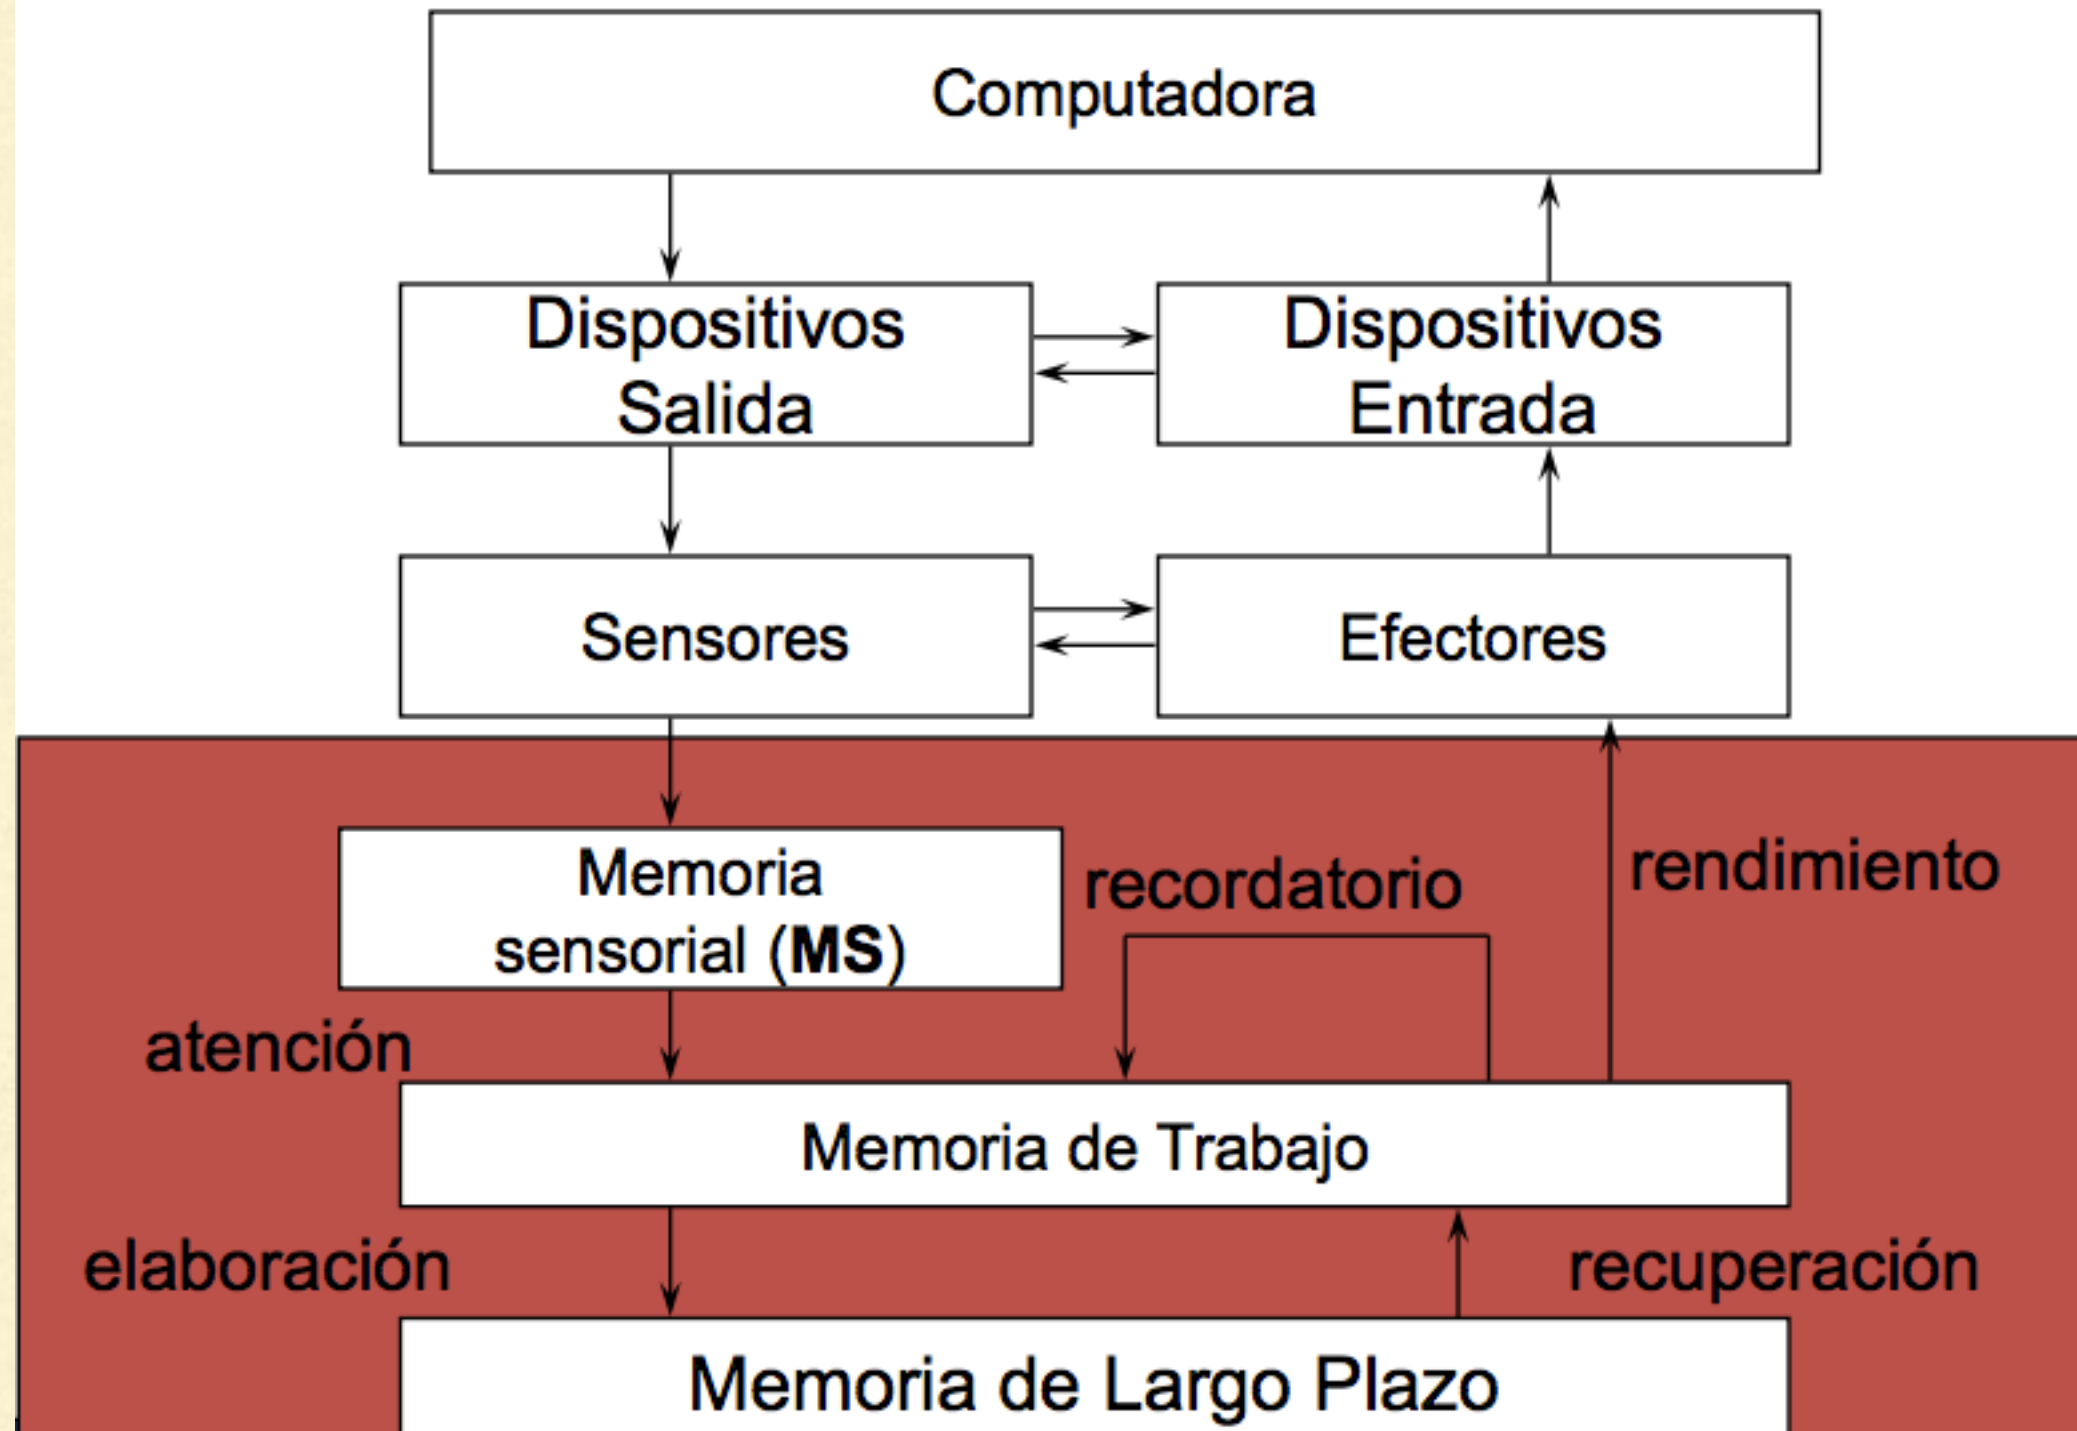 Computadora
Dispositivos
Salida
Dispositivos
Entrada
Sensores
Efectores
Memoria
sensorial (MS)
recordatorio
rendimiento
atención
Memoria de Trabajo
elaboración
recuperación
Memoria de Largo Plazo